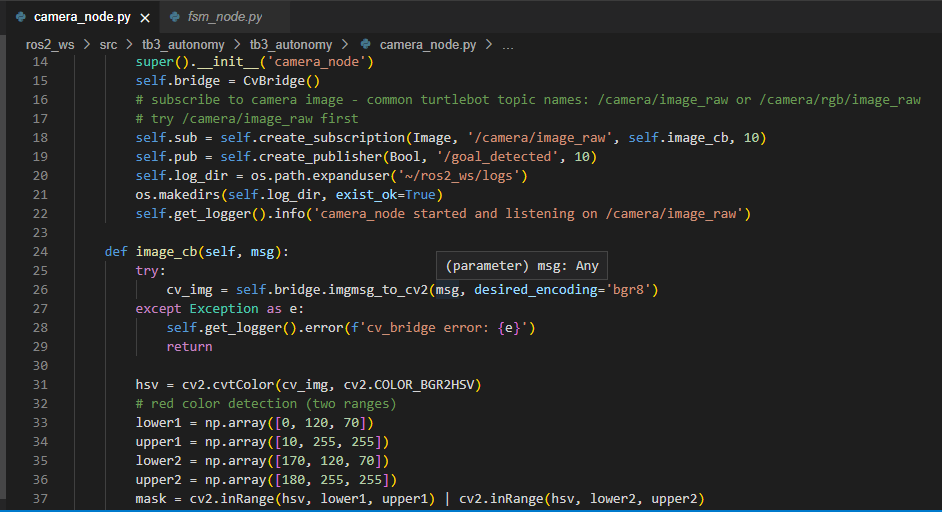 camera_node.py
fsm_node.py
ros2_ws > src > tb3_autonomy > tb3_autonomy > camera_node.py > ...
14 super().__init__('camera_node')
15 self.bridge = CvBridge()
16 # subscribe to camera image - common turtlebot topic names: /camera/image_raw or /camera/rgb/image_raw
17 # try /camera/image_raw first
18 self.sub = self.create_subscription(Image, '/camera/image_raw', self.image_cb, 10)
19 self.pub = self.create_publisher(Bool, '/goal_detected', 10)
20 self.log_dir = os.path.expanduser('~/ros2_ws/logs')
21 os.makedirs(self.log_dir, exist_ok=True)
22 self.get_logger().info('camera_node started and listening on /camera/image_raw')
23
24 def image_cb(self, msg):
(parameter) msg: Any
25 try:
26 cv_img = self.bridge.imgmsg_to_cv2(msg, desired_encoding='bgr8')
27 except Exception as e:
28 self.get_logger().error(f'cv_bridge error: {e}')
29 return
30
31 hsv = cv2.cvtColor(cv_img, cv2.COLOR_BGR2HSV)
32 # red color detection (two ranges)
33 lower1 = np.array([0, 120, 70])
34 upper1 = np.array([10, 255, 255])
35 lower2 = np.array([170, 120, 70])
36 upper2 = np.array([180, 255, 255])
37 mask = cv2.inRange(hsv, lower1, upper1) | cv2.inRange(hsv, lower2, upper2)